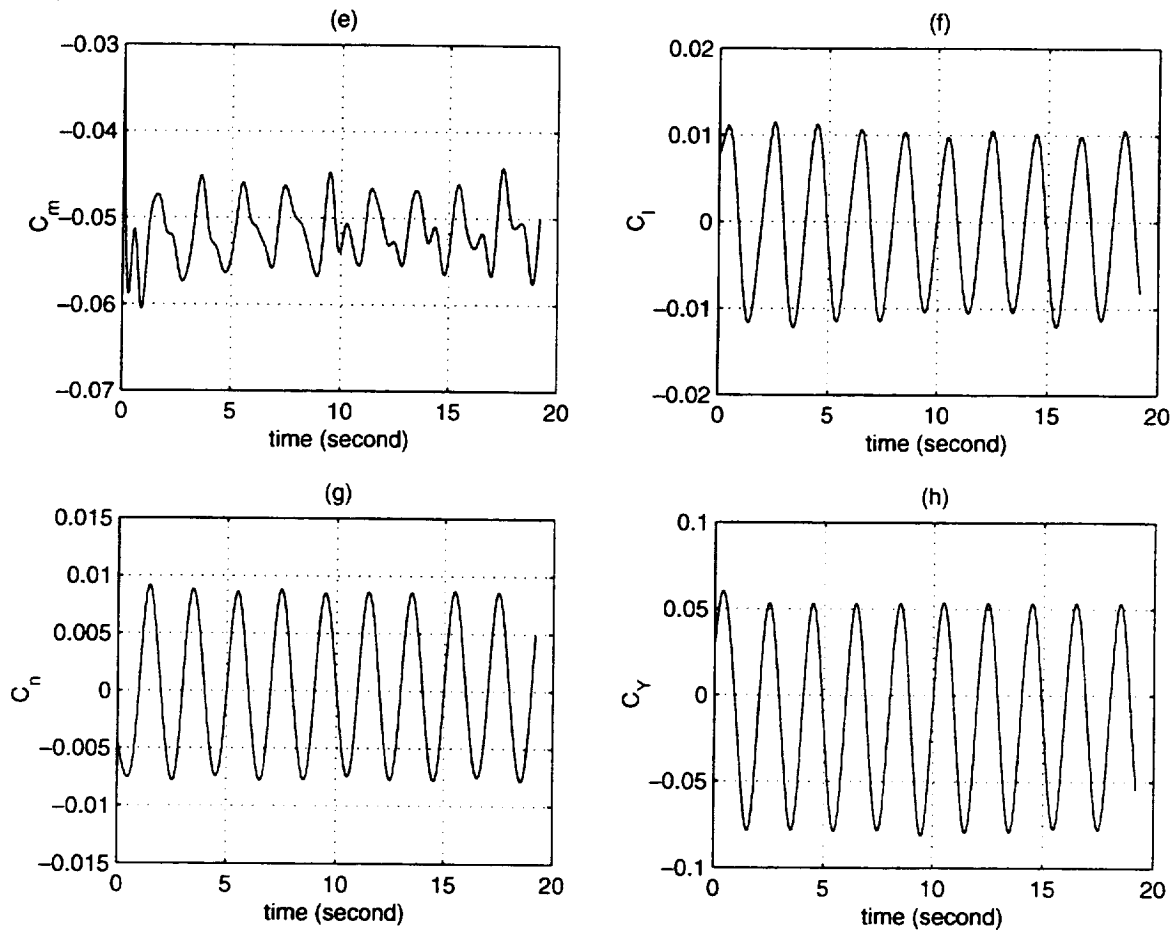 (e)
−0.03
−0.04
−0.05
−0.06
−0.07
C_m
0 5 10 15 20
time (second)
(f)
0.02
0.01
0
−0.01
−0.02
C_l
0 5 10 15 20
time (second)
(g)
0.015
0.01
0.005
0
−0.005
−0.01
−0.015
C_n
0 5 10 15 20
time (second)
(h)
0.1
0.05
0
−0.05
−0.1
C_Y
0 5 10 15 20
time (second)